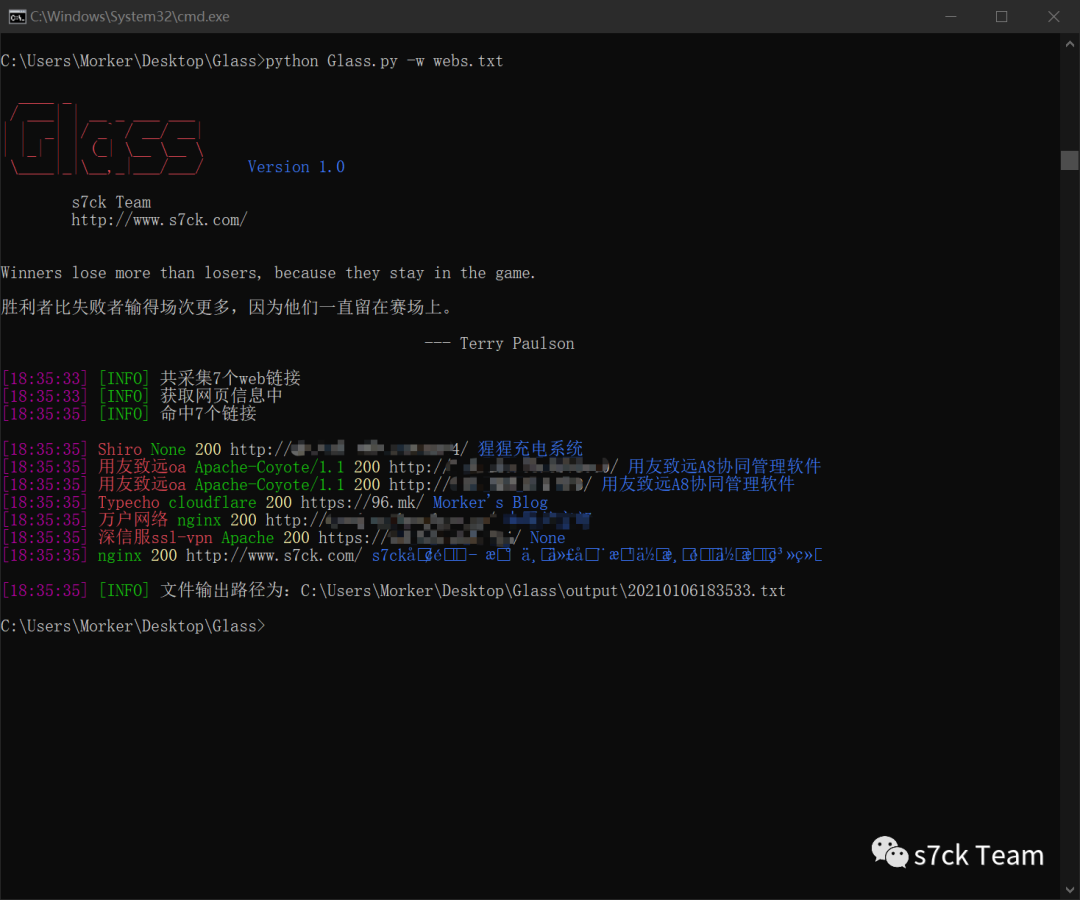 C:\Windows\System32\cmd.exe
C:\Users\Morker\Desktop\Glass>python Glass.py -w webs.txt
Glass
Version 1.0
s7ck Team
http://www.s7ck.com/
Winners lose more than losers, because they stay in the game.
胜利者比失败者输得场次更多，因为他们一直留在赛场上。
--- Terry Paulson
[18:35:33] [INFO] 共采集7个web链接
[18:35:33] [INFO] 获取网页信息中
[18:35:35] [INFO] 命中7个链接
[18:35:35] Shiro None 200 http:// 4/ 猩猩充电系统
[18:35:35] 用友致远oa Apache-Coyote/1.1 200 http:// / 用友致远A8协同管理软件
[18:35:35] 用友致远oa Apache-Coyote/1.1 200 http:// / 用友致远A8协同管理软件
[18:35:35] Typecho cloudflare 200 https://96.mk/ Morker's Blog
[18:35:35] 万户网络 nginx 200 http://
[18:35:35] 深信服ssl-vpn Apache 200 https:// / None
[18:35:35] nginx 200 http://www.s7ck.com/ s7ck
[18:35:35] [INFO] 文件输出路径为: C:\Users\Morker\Desktop\Glass\output\20210106183533.txt
C:\Users\Morker\Desktop\Glass>
s7ck Team